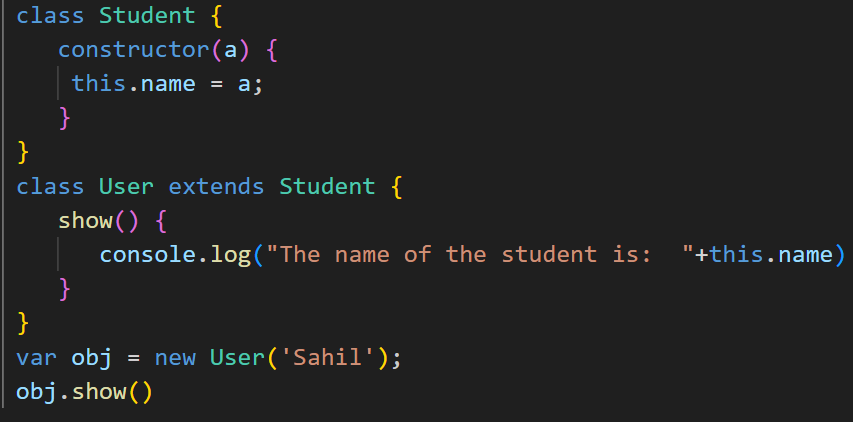 class Student {
constructor(a) {
this.name = a;
}
}
class User extends Student {
show() {
console.log("The name of the student is:  "+this.name)
}
}
var obj = new User('Sahil');
obj.show()